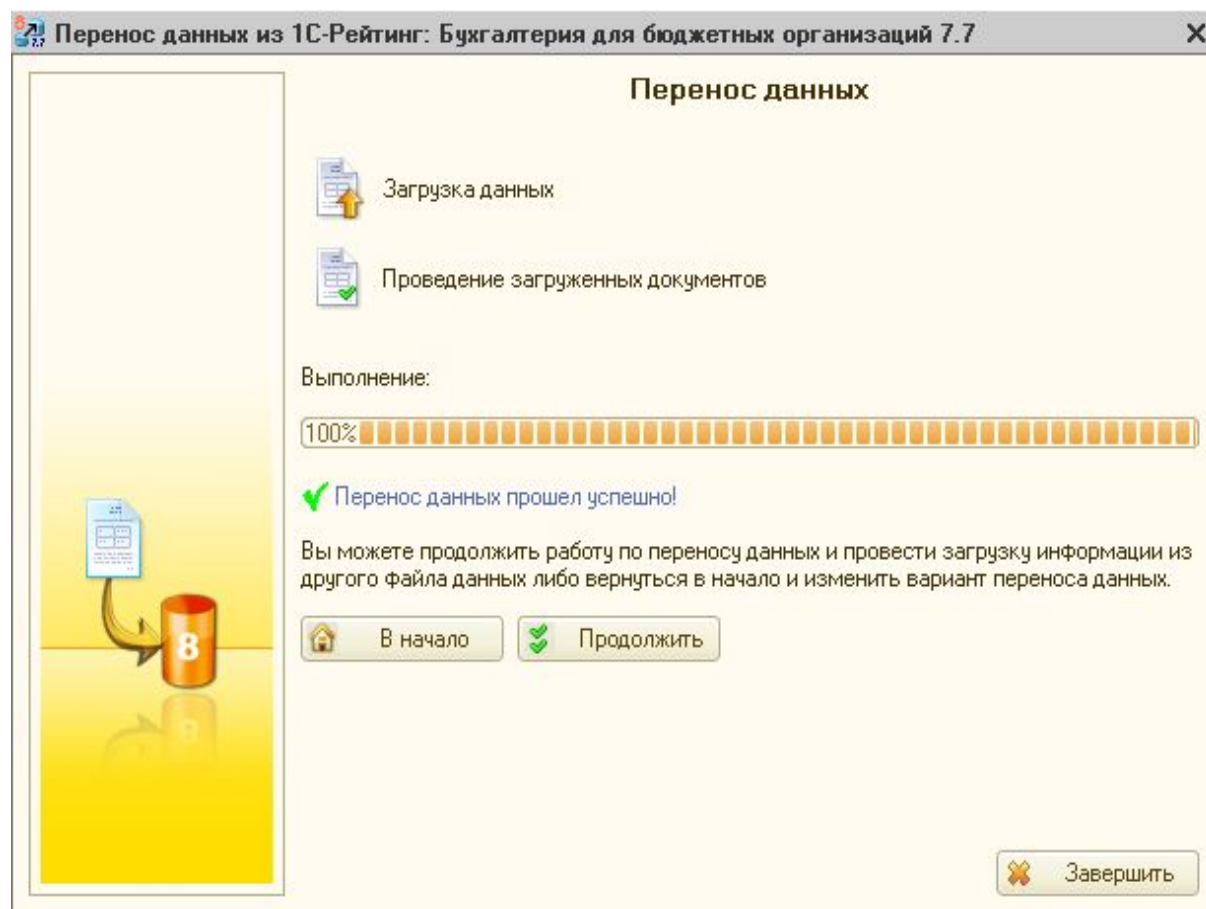 Перенос данных из 1С-Рейтинг: Бухгалтерия для бюджетных организаций 7.7
Перенос данных
Загрузка данных
Проведение загруженных документов
Выполнение:
100%
Перенос данных прошел успешно!
Вы можете продолжить работу по переносу данных и провести загрузку информации из
другого файла данных либо вернуться в начало и изменить вариант переноса данных.
В начало
Продолжить
8
Завершить